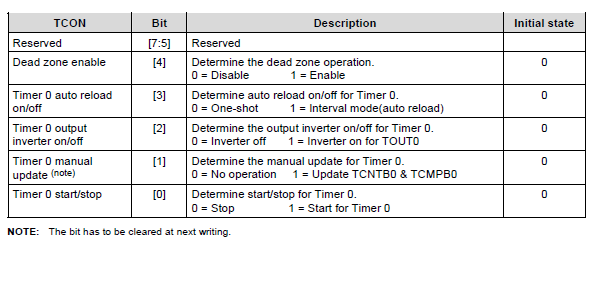 TCON Bit Description Initial state
Reserved [7:5] Reserved
Dead zone enable [4] Determine the dead zone operation. 0
0 = Disable 1 = Enable
Timer 0 auto reload [3] Determine auto reload on/off for Timer 0. 0
on/off 0 = One-shot 1 = Interval mode(auto reload)
Timer 0 output [2] Determine the output inverter on/off for Timer 0. 0
inverter on/off 0 = Inverter off 1 = Inverter on for TOUT0
Timer 0 manual [1] Determine the manual update for Timer 0. 0
update (note) 0 = No operation 1 = Update TCNTB0 & TCMPB0
Timer 0 start/stop [0] Determine start/stop for Timer 0. 0
0 = Stop 1 = Start for Timer 0
NOTE: The bit has to be cleared at next writing.